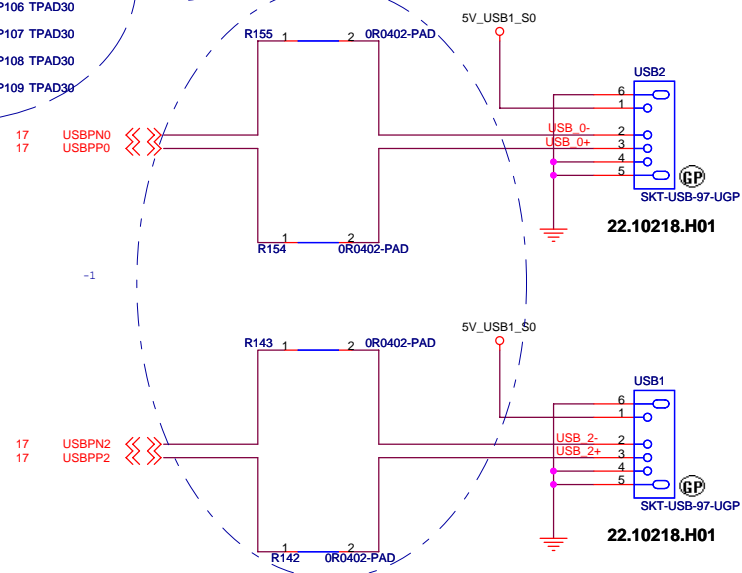 P106 TPAD30
P107 TPAD30
P108 TPAD30
P109 TPAD30
R155 1 2 0R0402-PAD
5V_USB1_S0
USB2
6
1
17 USBPN0 USB_0- 2
17 USBPP0 USB_0+ 3
4
5
GP
SKT-USB-97-UGP
22.10218.H01
1 2
R154 0R0402-PAD
-1
5V_USB1_S0
R143 1 2 0R0402-PAD
USB1
6
1
17 USBPN2 USB_2- 2
17 USBPP2 USB_2+ 3
4
5
GP
SKT-USB-97-UGP
22.10218.H01
1 2
R142 0R0402-PAD